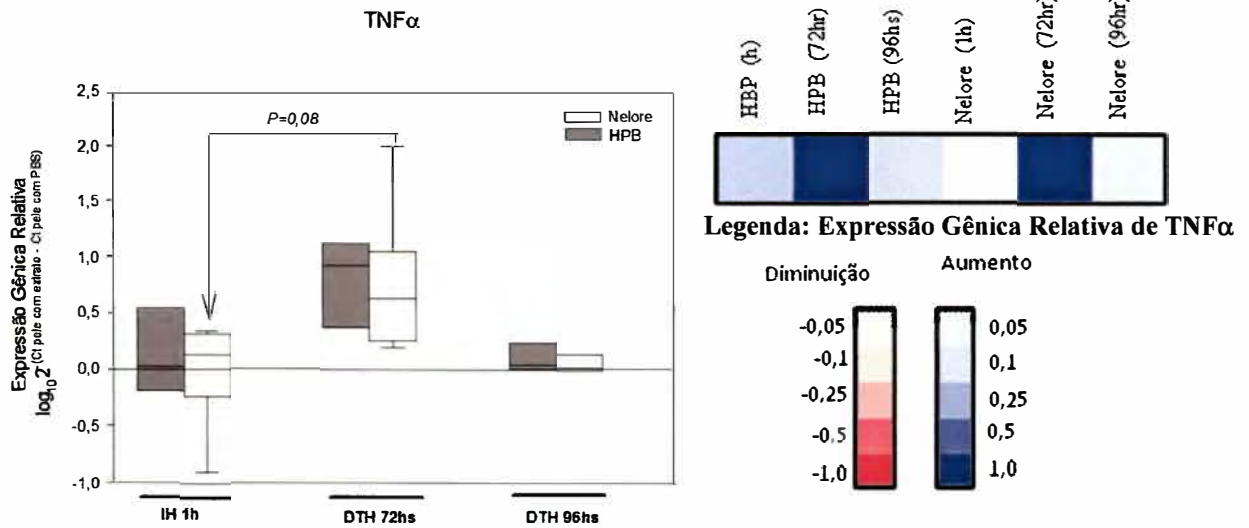 TNFα
2,5
2,0
1,5
1,0
0,5
0,0
-0,5
-1,0
Expressão Gênica Relativa
log₁₀2⁻(Ct pele com extrato - Ct pele com PBS)
P=0,08
Nelore
HPB
IH 1h
DTH 72hs
DTH 96hs
HBP (h)
HPB (72hr)
HPB (96hs)
Nelore (1h)
Nelore (72hr)
Nelore (96hr)
Legenda: Expressão Gênica Relativa de TNFα
Diminuição
Aumento
-0,05
-0,1
-0,25
-0,5
-1,0
0,05
0,1
0,25
0,5
1,0